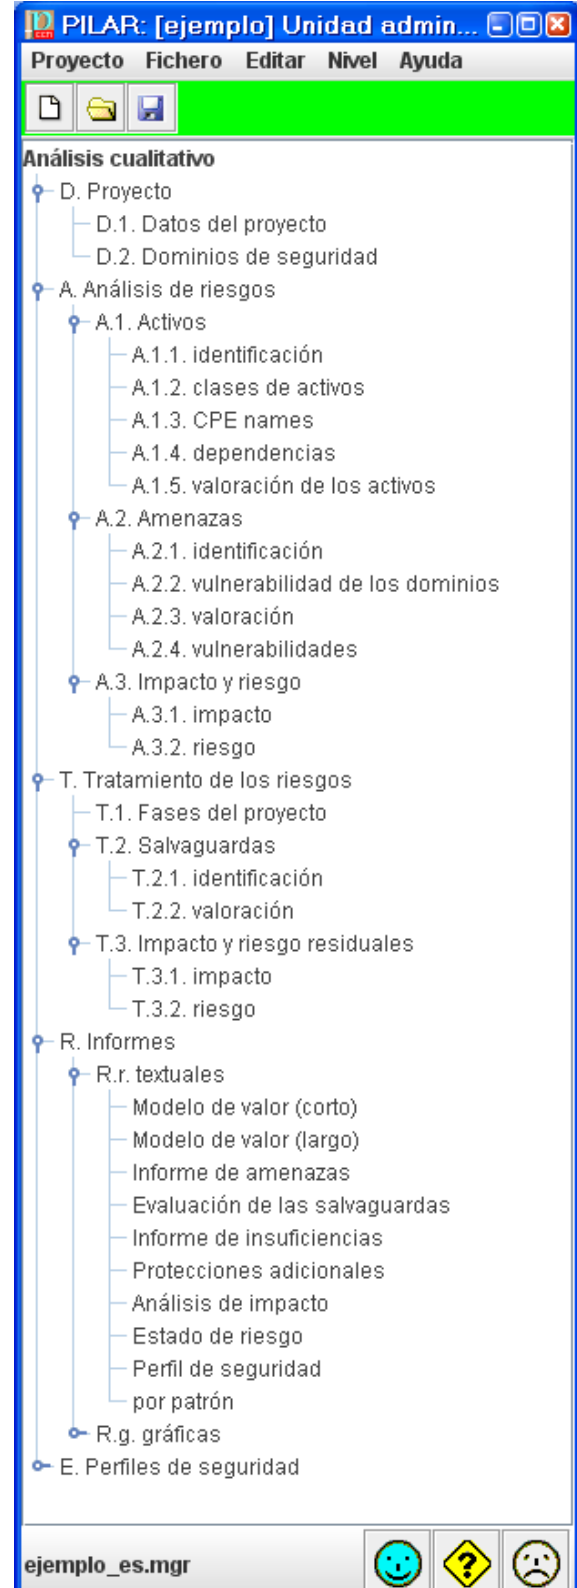 PILAR: [ejemplo] Unidad admin...
Proyecto Fichero Editar Nivel Ayuda
Análisis cualitativo
D. Proyecto
D.1. Datos del proyecto
D.2. Dominios de seguridad
A. Análisis de riesgos
A.1. Activos
A.1.1. identificación
A.1.2. clases de activos
A.1.3. CPE names
A.1.4. dependencias
A.1.5. valoración de los activos
A.2. Amenazas
A.2.1. identificación
A.2.2. vulnerabilidad de los dominios
A.2.3. valoración
A.2.4. vulnerabilidades
A.3. Impacto y riesgo
A.3.1. impacto
A.3.2. riesgo
T. Tratamiento de los riesgos
T.1. Fases del proyecto
T.2. Salvaguardas
T.2.1. identificación
T.2.2. valoración
T.3. Impacto y riesgo residuales
T.3.1. impacto
T.3.2. riesgo
R. Informes
R.r. textuales
Modelo de valor (corto)
Modelo de valor (largo)
Informe de amenazas
Evaluación de las salvaguardas
Informe de insuficiencias
Protecciones adicionales
Análisis de impacto
Estado de riesgo
Perfil de seguridad
por patrón
R.g. gráficas
E. Perfiles de seguridad
ejemplo_es.mgr ?